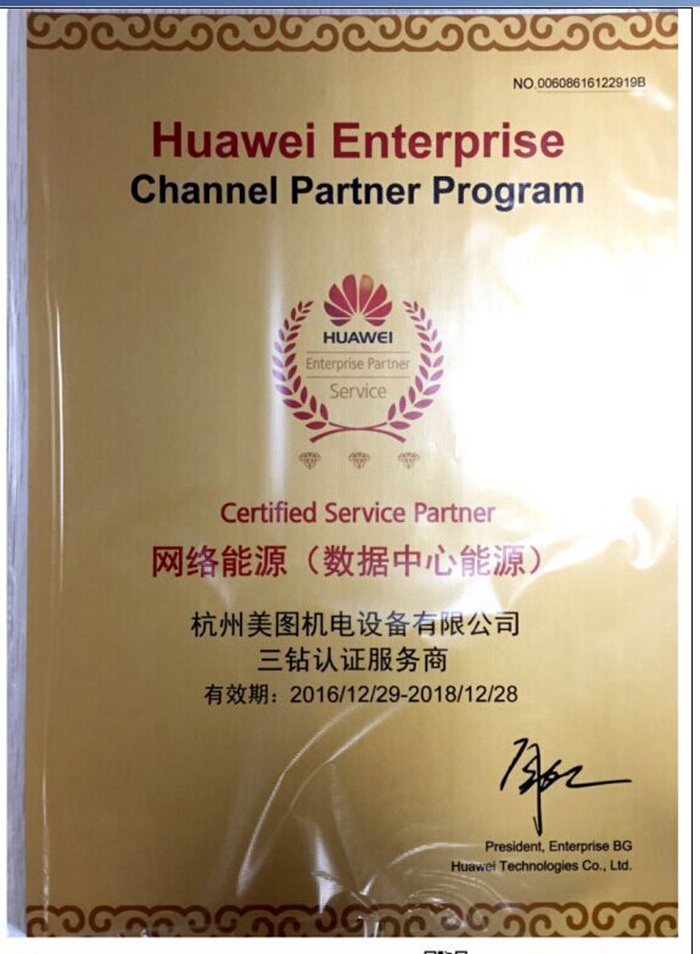 NO.00608616122919B
Huawei Enterprise
Channel Partner Program
HUAWEI
Enterprise Partner
Service
Certified Service Partner
网络能源（数据中心能源）
杭州美图机电设备有限公司
三钻认证服务商
有效期：2016/12/29-2018/12/28
President, Enterprise BG
Huawei Technologies Co., Ltd.